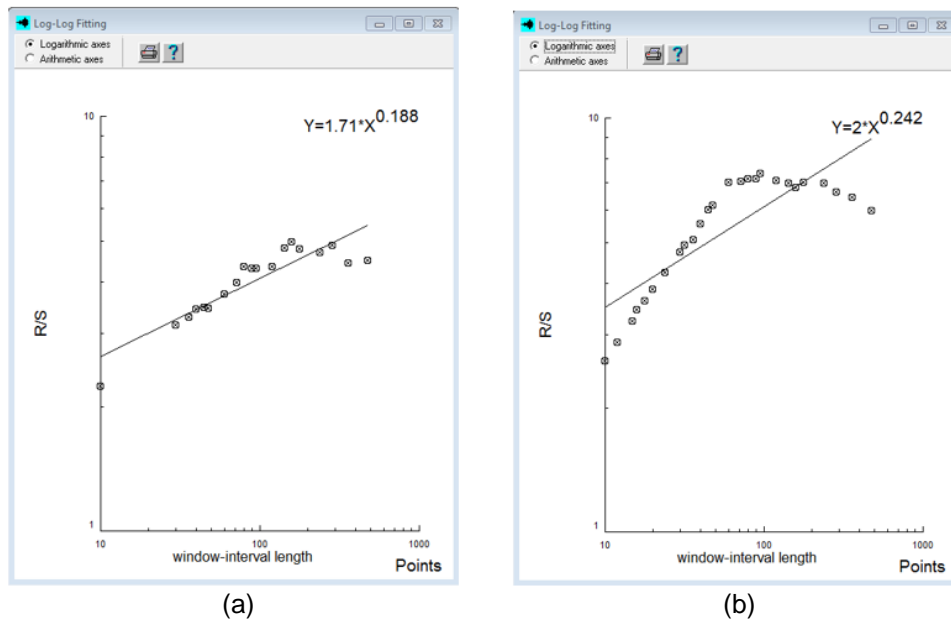 Log-Log Fitting
Logarithmic axes
Arithmetic axes
?
10
Y=1.71*X^0.188
R/S
1
10
100
1000
window-interval length
Points
(a)
Log-Log Fitting
Logarithmic axes
Arithmetic axes
?
10
Y=2*X^0.242
R/S
1
10
100
1000
window-interval length
Points
(b)